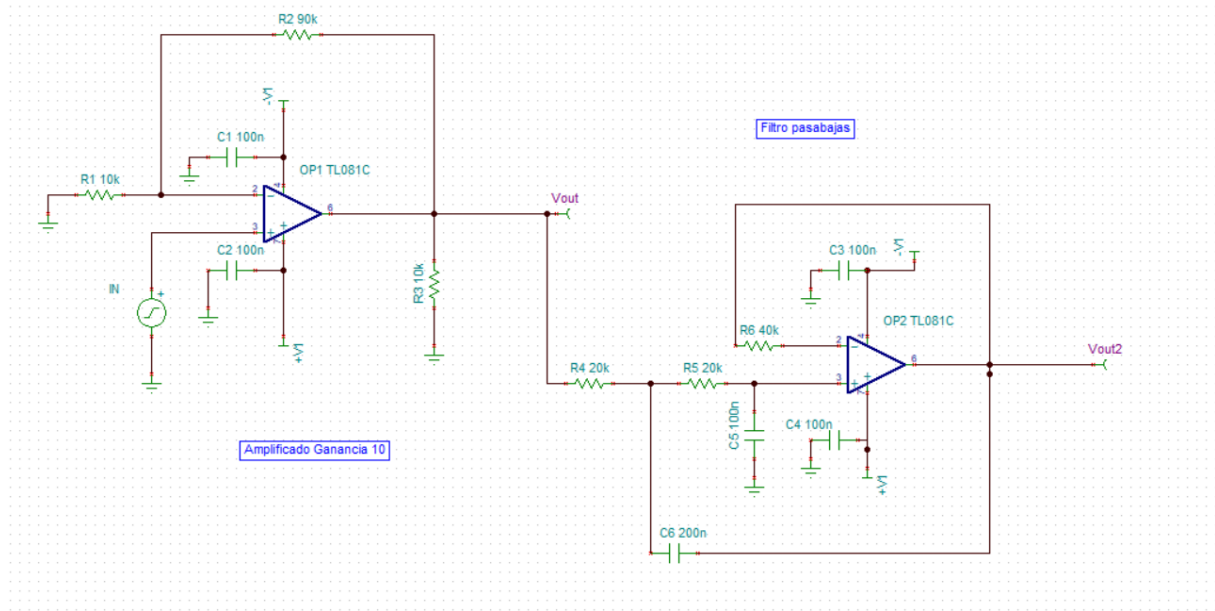 R2 90k
-V1
C1 100n
OP1 TL081C
R1 10k
2
4
6
3
7
C2 100n
IN
+V1
R3 10k
Vout
Amplificado Ganancia 10
Filtro pasabajas
C3 100n
-V1
OP2 TL081C
R6 40k
2
4
6
3
7
Vout2
R4 20k
R5 20k
C5 100n
C4 100n
+V1
C6 200n